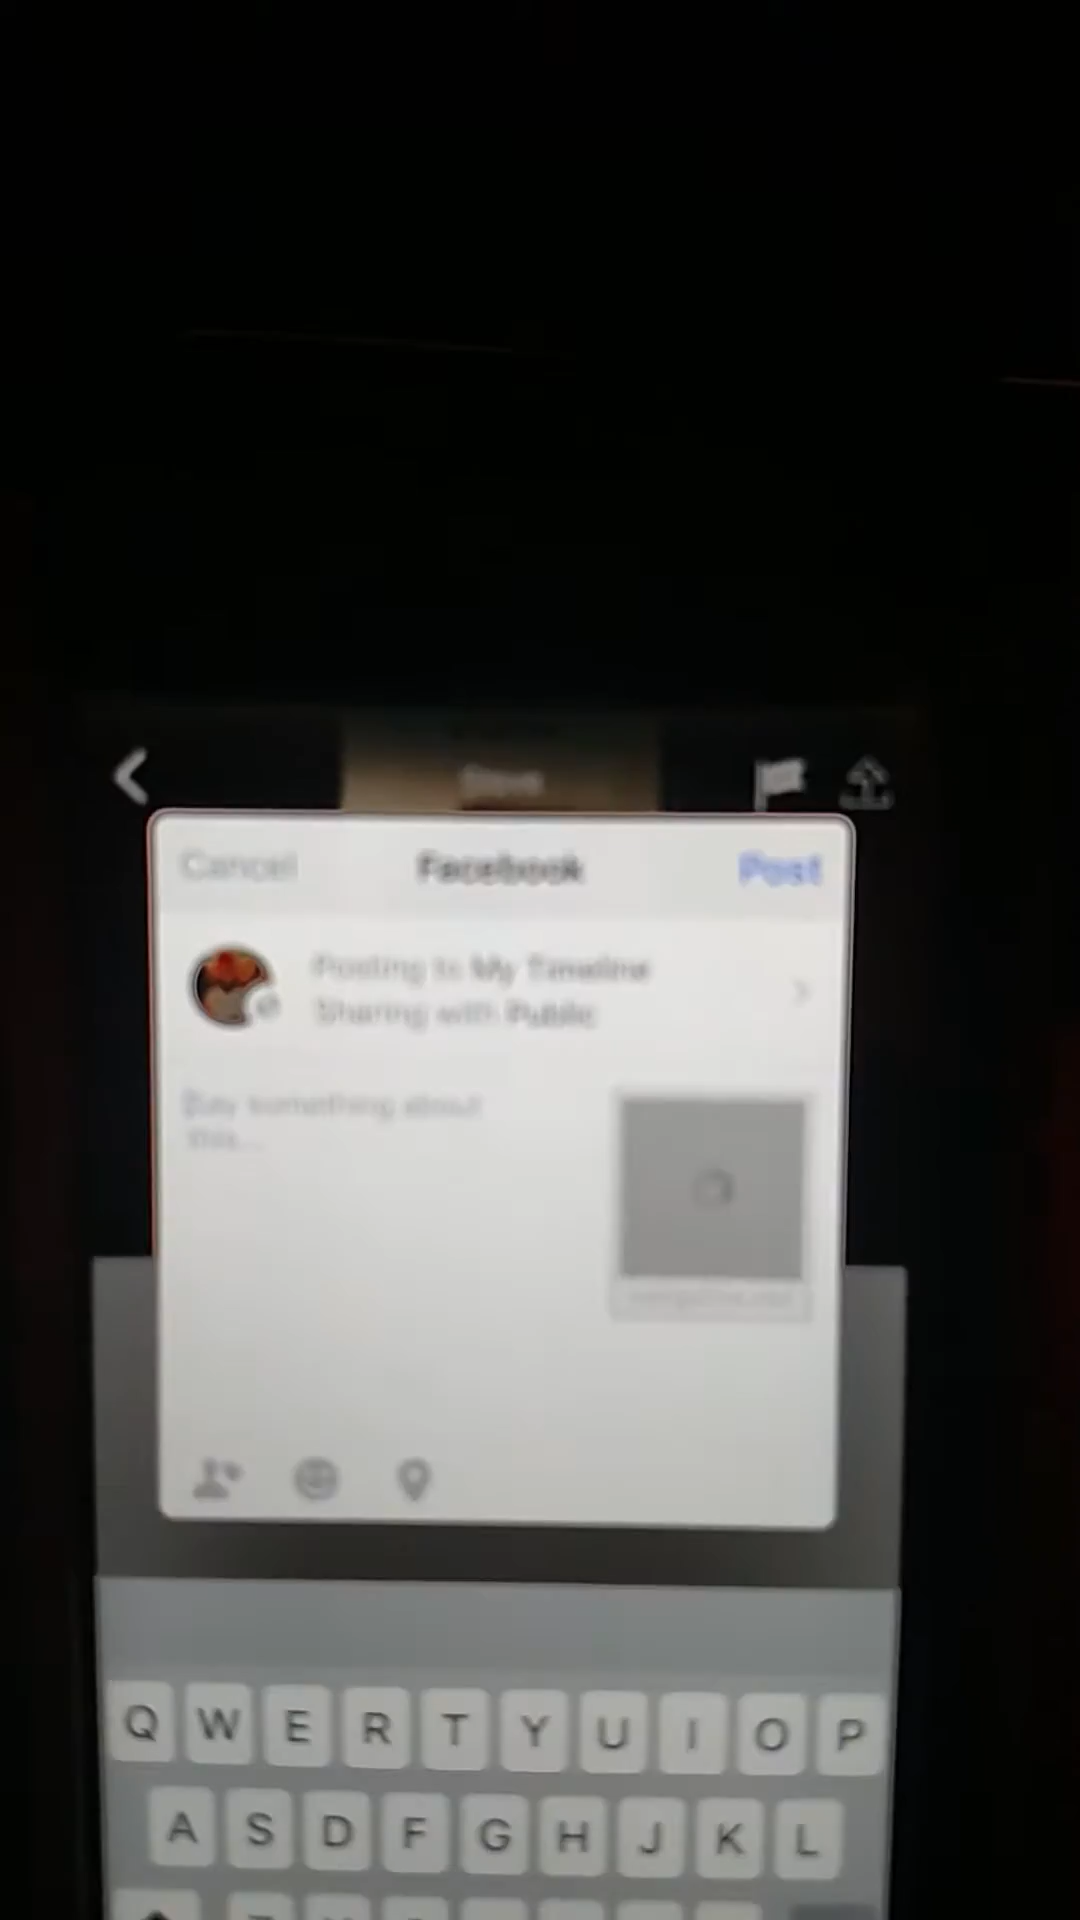 Cancel Facebook Post
Posting to My Timeline
Sharing with Public
Say something about
this...
Q W E R T Y U I O P
A S D F G H J K L